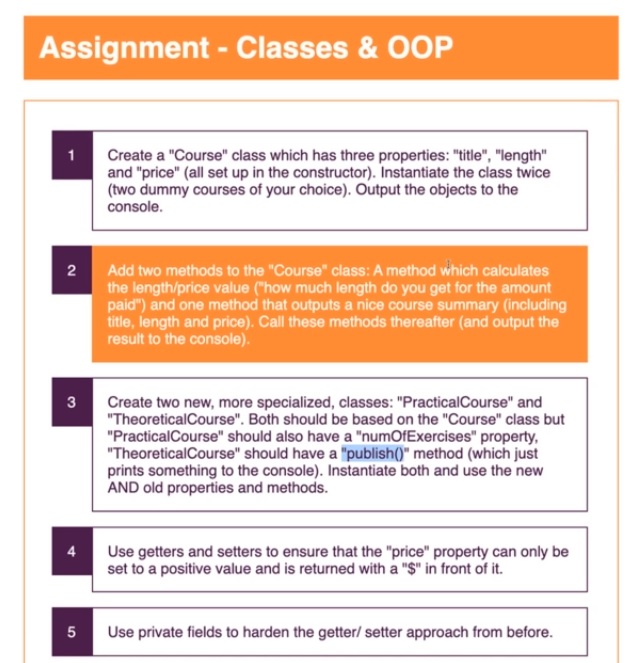 Assignment - Classes & OOP
1
Create a "Course" class which has three properties: "title", "length"
and "price" (all set up in the constructor). Instantiate the class twice
(two dummy courses of your choice). Output the objects to the
console.
2
Add two methods to the "Course" class: A method which calculates
the length/price value ("how much length do you get for the amount
paid") and one method that outputs a nice course summary (including
title, length and price). Call these methods thereafter (and output the
result to the console).
3
Create two new, more specialized, classes: "PracticalCourse" and
"TheoreticalCourse". Both should be based on the "Course" class but
"PracticalCourse" should also have a "numOfExercises" property,
"TheoreticalCourse" should have a "publish()" method (which just
prints something to the console). Instantiate both and use the new
AND old properties and methods.
4
Use getters and setters to ensure that the "price" property can only be
set to a positive value and is returned with a "$" in front of it.
5
Use private fields to harden the getter/ setter approach from before.